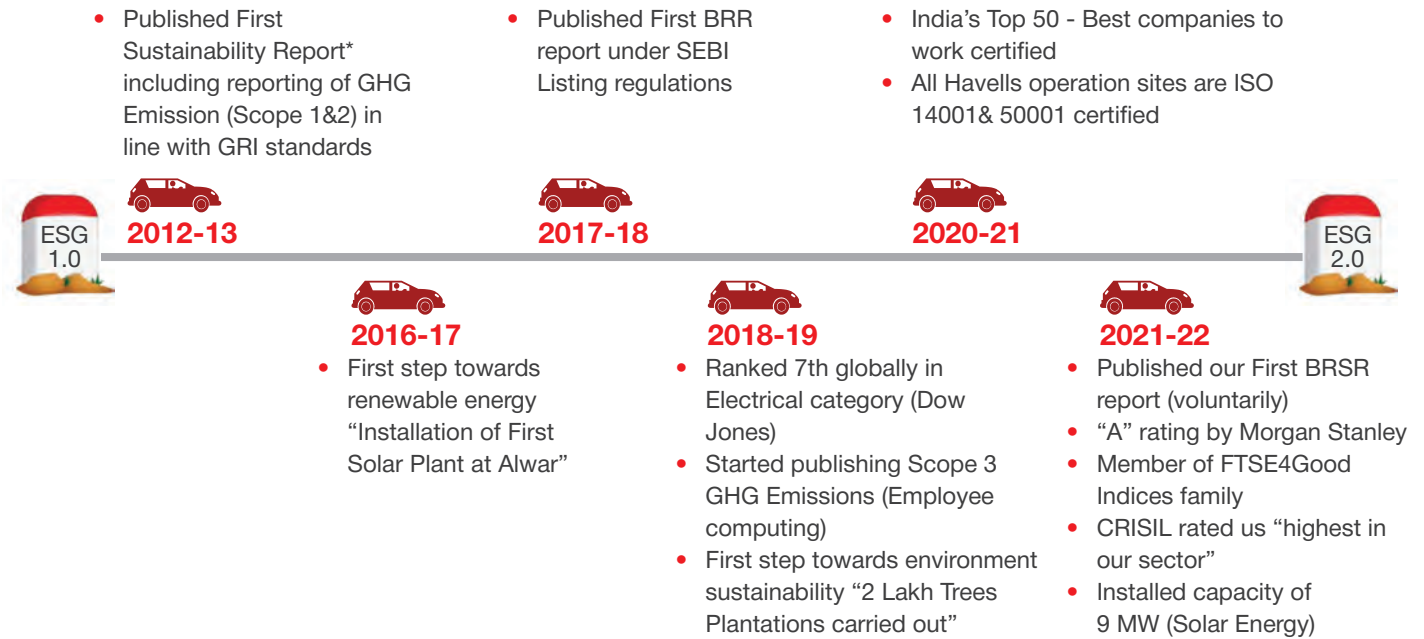 • Published First
Sustainability Report*
including reporting of GHG
Emission (Scope 1&2) in
line with GRI standards
• Published First BRR
report under SEBI
Listing regulations
• India's Top 50 - Best companies to
work certified
• All Havells operation sites are ISO
14001& 50001 certified
ESG
1.0
2012-13
2017-18
2020-21
ESG
2.0
2016-17
• First step towards
renewable energy
“Installation of First
Solar Plant at Alwar”
2018-19
• Ranked 7th globally in
Electrical category (Dow
Jones)
• Started publishing Scope 3
GHG Emissions (Employee
computing)
• First step towards environment
sustainability “2 Lakh Trees
Plantations carried out”
2021-22
• Published our First BRSR
report (voluntarily)
• “A” rating by Morgan Stanley
• Member of FTSE4Good
Indices family
• CRISIL rated us “highest in
our sector”
• Installed capacity of
9 MW (Solar Energy)